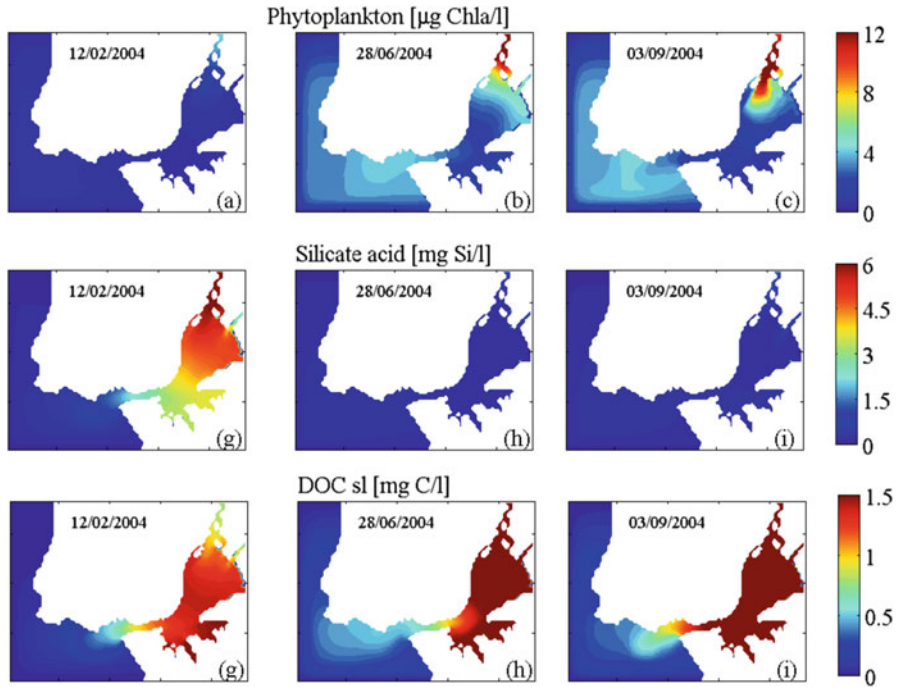 Phytoplankton [µg Chla/l]
12/02/2004 28/06/2004 03/09/2004
(a) (b) (c)
12
8
4
0
Silicate acid [mg Si/l]
12/02/2004 28/06/2004 03/09/2004
(g) (h) (i)
6
4.5
3
1.5
0
DOC sl [mg C/l]
12/02/2004 28/06/2004 03/09/2004
(g) (h) (i)
1.5
1
0.5
0